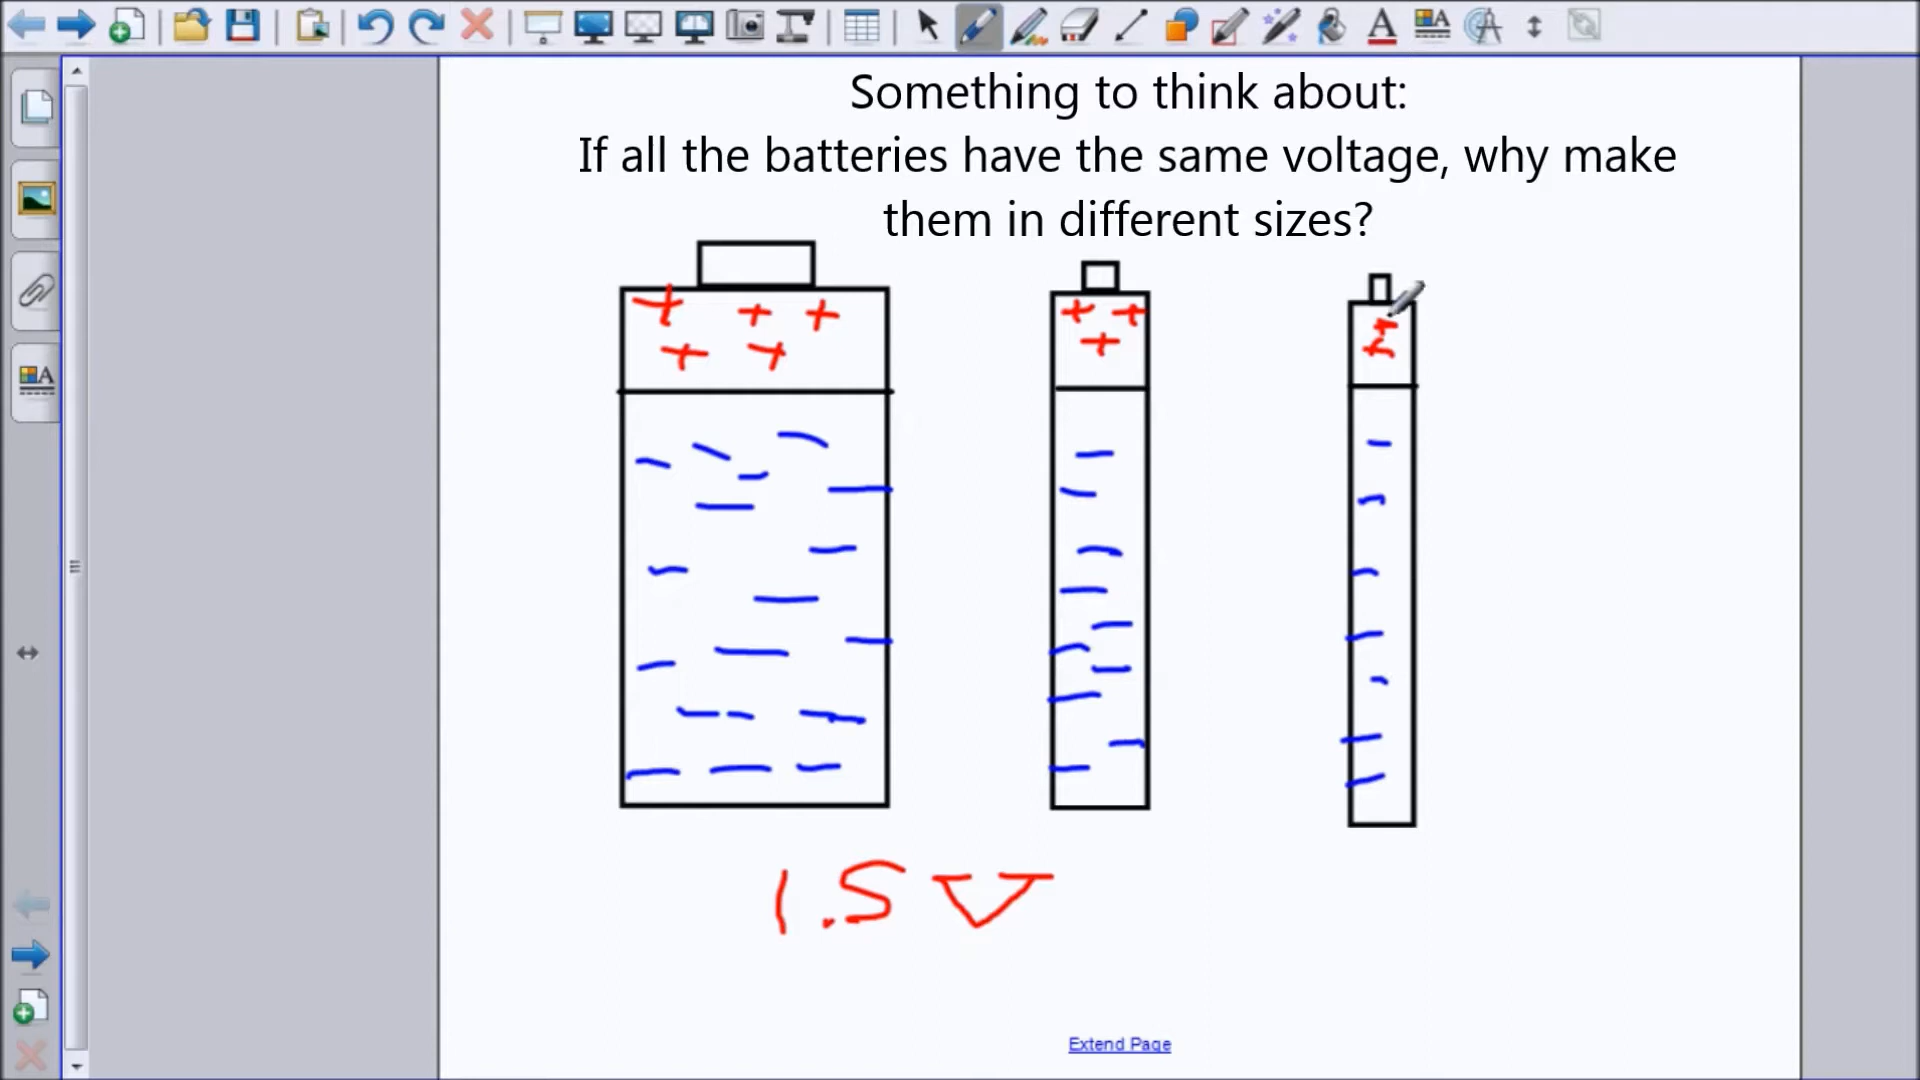 Something to think about:
If all the batteries have the same voltage, why make
them in different sizes?
+ + +
+ +
+ +
+
+
+
1.5 V
Extend Page